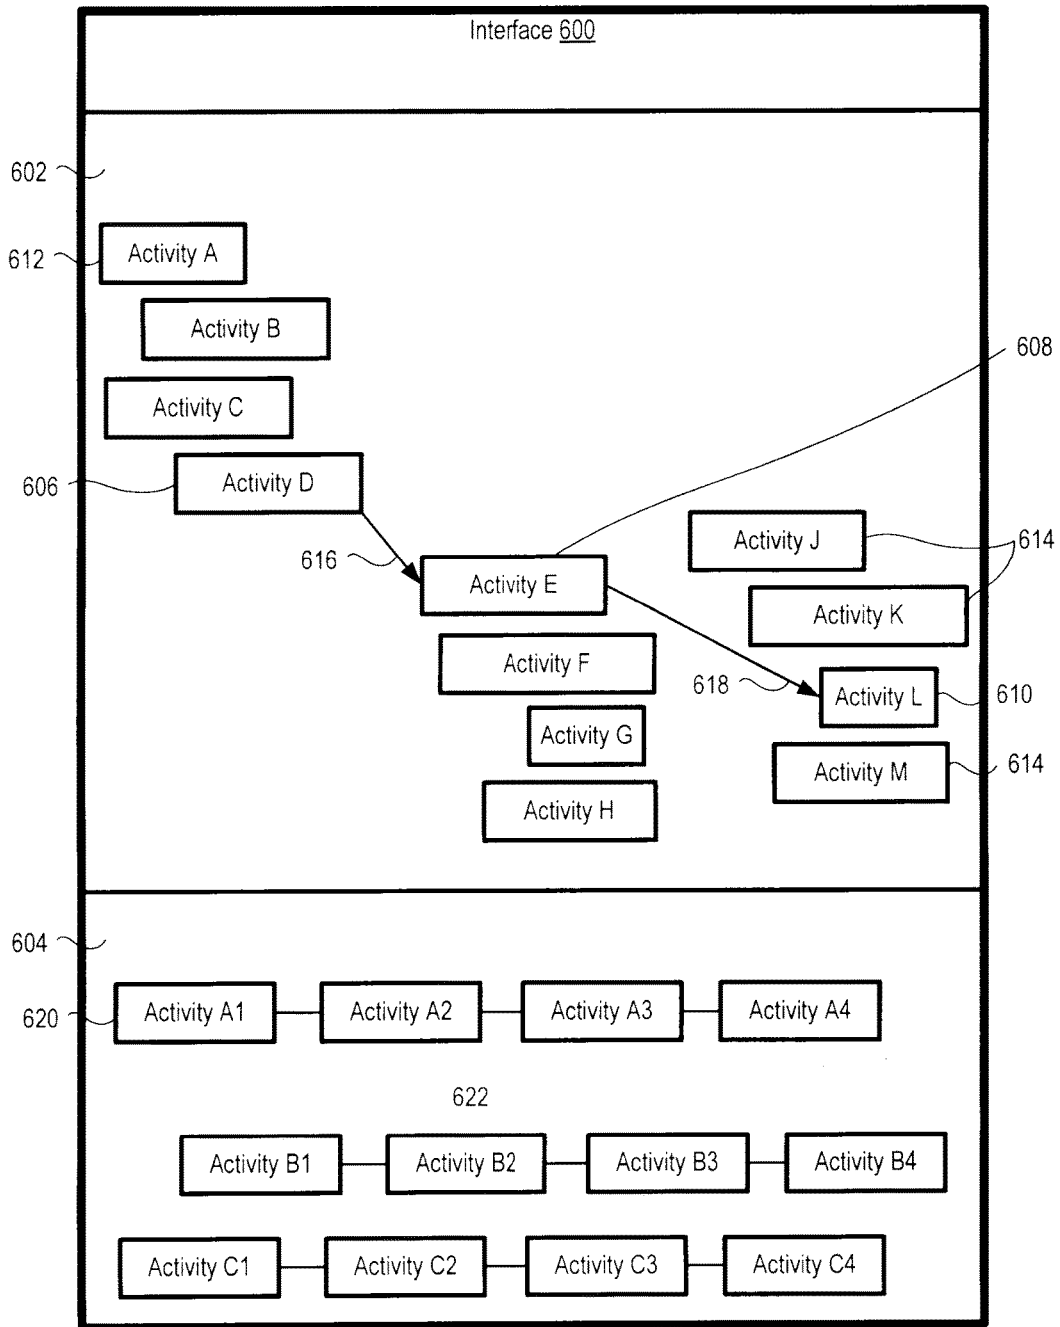 Interface 600
602
Activity A
612
Activity B
608
Activity C
Activity D
606
Activity J
614
616
Activity E
Activity K
Activity F
618
Activity L
610
Activity G
Activity M
614
Activity H
604
Activity A1
Activity A2
Activity A3
Activity A4
620
622
Activity B1
Activity B2
Activity B3
Activity B4
Activity C1
Activity C2
Activity C3
Activity C4